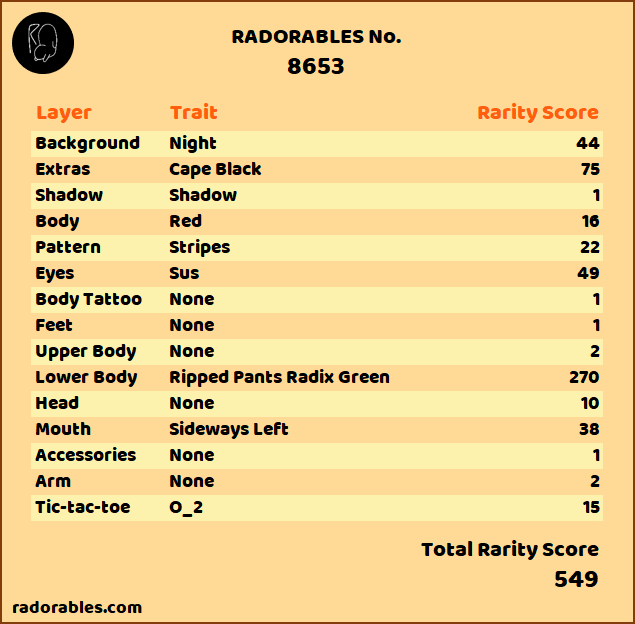 RADORABLES No.
8653
Layer Trait Rarity Score
Background Night 44
Extras Cape Black 75
Shadow Shadow 1
Body Red 16
Pattern Stripes 22
Eyes Sus 49
Body Tattoo None 1
Feet None 1
Upper Body None 2
Lower Body Ripped Pants Radix Green 270
Head None 10
Mouth Sideways Left 38
Accessories None 1
Arm None 2
Tic-tac-toe O_2 15
Total Rarity Score
549
radorables.com